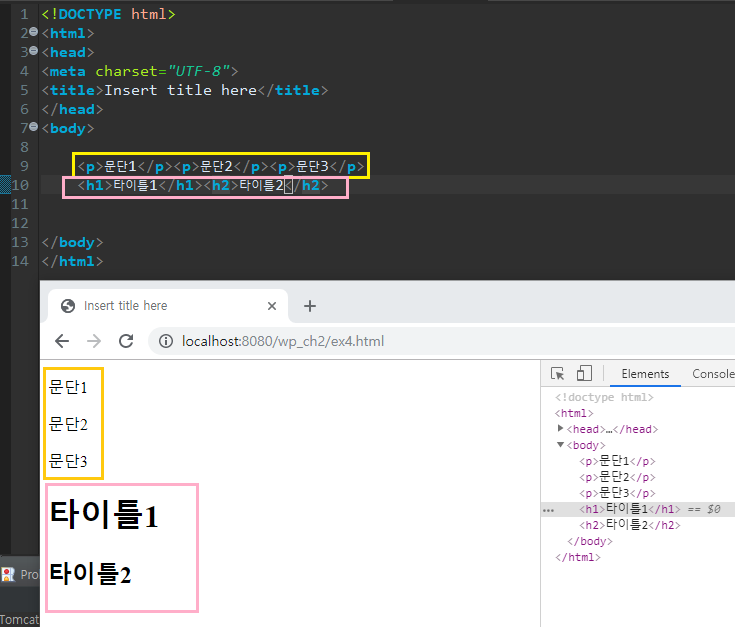 1 <!DOCTYPE html>
2 <html>
3 <head>
4 <meta charset="UTF-8">
5 <title>Insert title here</title>
6 </head>
7 <body>
8
9 <p>문단1</p><p>문단2</p><p>문단3</p>
10 <h1>타이틀1</h1><h2>타이틀2</h2>
11
12
13 </body>
14 </html>
Insert title here
localhost:8080/wp_ch2/ex4.html
Elements Console
문단1
문단2
문단3
타이틀1
타이틀2
<!doctype html>
<html>
<head>…</head>
<body>
<p>문단1</p>
<p>문단2</p>
<p>문단3</p>
<h1>타이틀1</h1> == $0
<h2>타이틀2</h2>
</body>
</html>
Pro
Tomcat